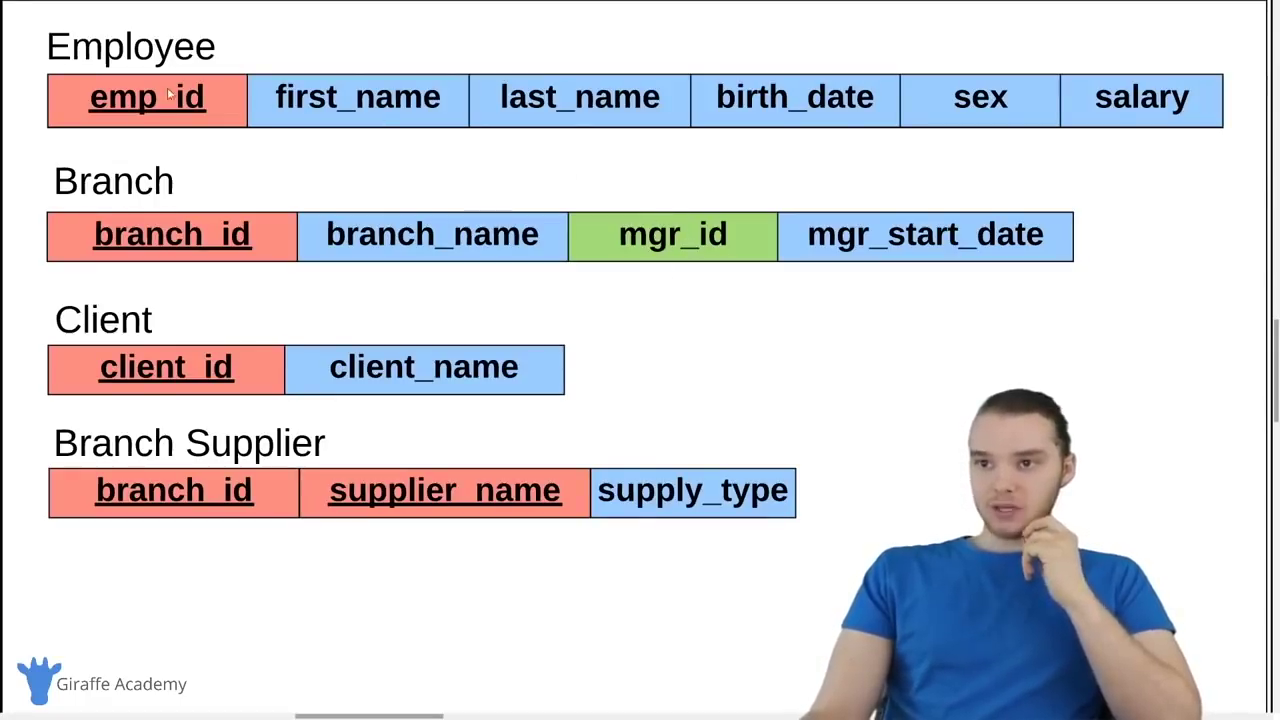 Employee
emp_id first_name last_name birth_date sex salary
Branch
branch_id branch_name mgr_id mgr_start_date
Client
client_id client_name
Branch Supplier
branch_id supplier_name supply_type
Giraffe Academy